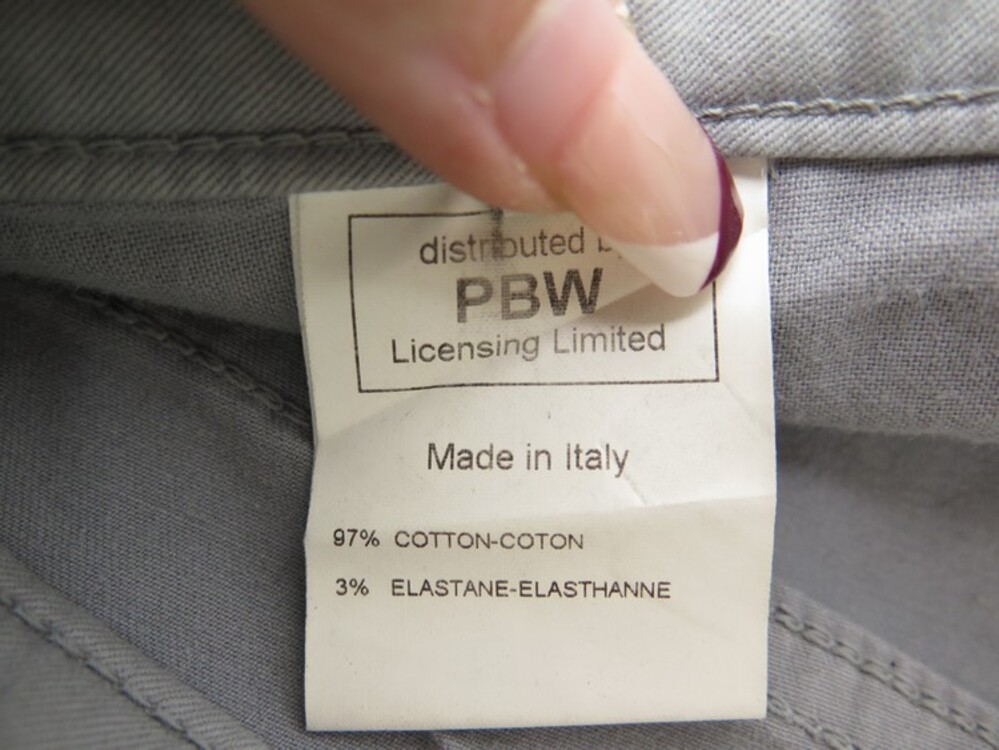 distributed
PBW
Licensing Limited
Made in Italy
97% COTTON-COTON
3% ELASTANE-ELASTHANNE